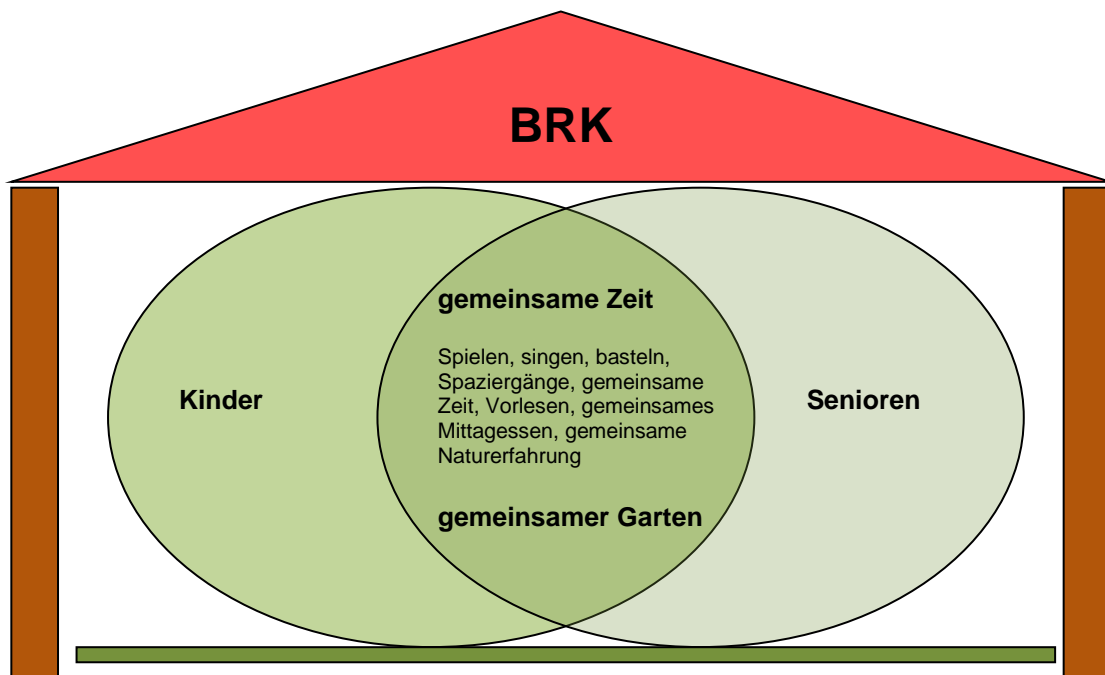 BRK
gemeinsame Zeit
Spielen, singen, basteln,
Spaziergänge, gemeinsame
Zeit, Vorlesen, gemeinsames
Mittagessen, gemeinsame
Naturerfahrung
Kinder
Senioren
gemeinsamer Garten